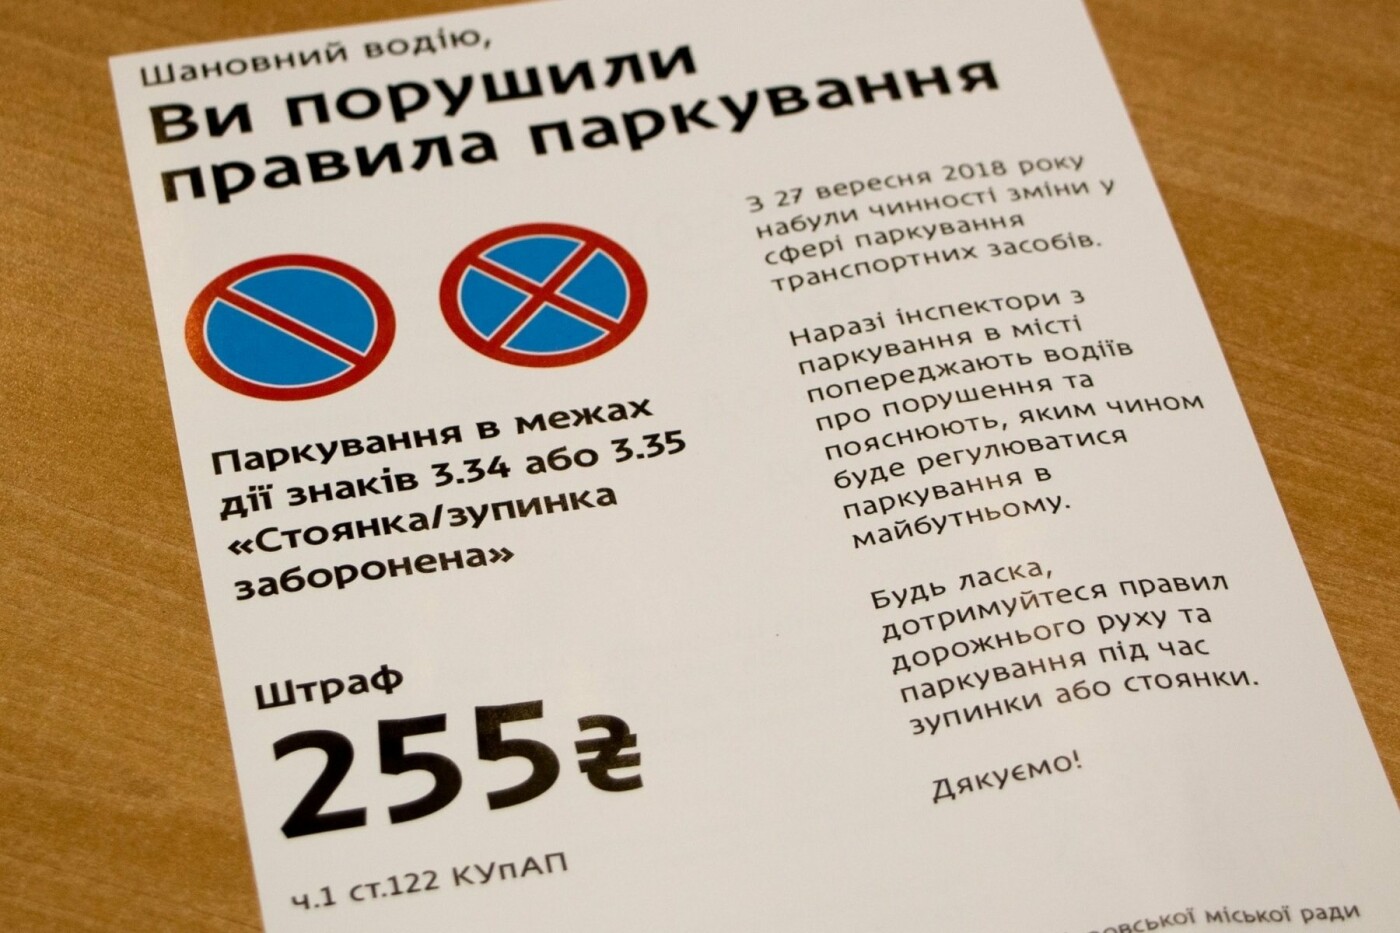 Шановний водію,
Ви порушили
правила паркування
Паркування в межах
дії знаків 3.34 або 3.35
«Стоянка/зупинка
заборонена»
Штраф
255₴
ч.1 ст.122 КУпАП
З 27 вересня 2018 року
набули чинності зміни у
сфері паркування
транспортних засобів.
Наразі інспектори з
паркування в місті
попереджають водіїв
про порушення та
пояснюють, яким чином
буде регулюватися
паркування в
майбутньому.
Будь ласка,
дотримуйтеся правил
дорожнього руху та
паркування під час
зупинки або стоянки.
Дякуємо!
міської ради